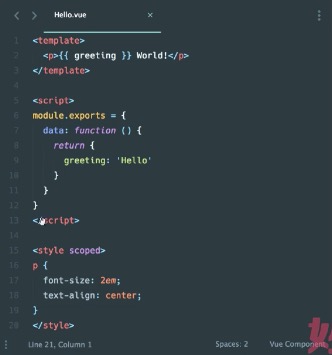 Hello.vue
1 <template>
2 <p>{{ greeting }} World!</p>
3 </template>
4
5 <script>
6 module.exports = {
7 data: function () {
8 return {
9 greeting: 'Hello'
10 }
11 }
12 }
13 </script>
14
15 <style scoped>
16 p {
17 font-size: 2em;
18 text-align: center;
19 }
20 </style>
Line 21, Column 1 Spaces: 2 Vue Component